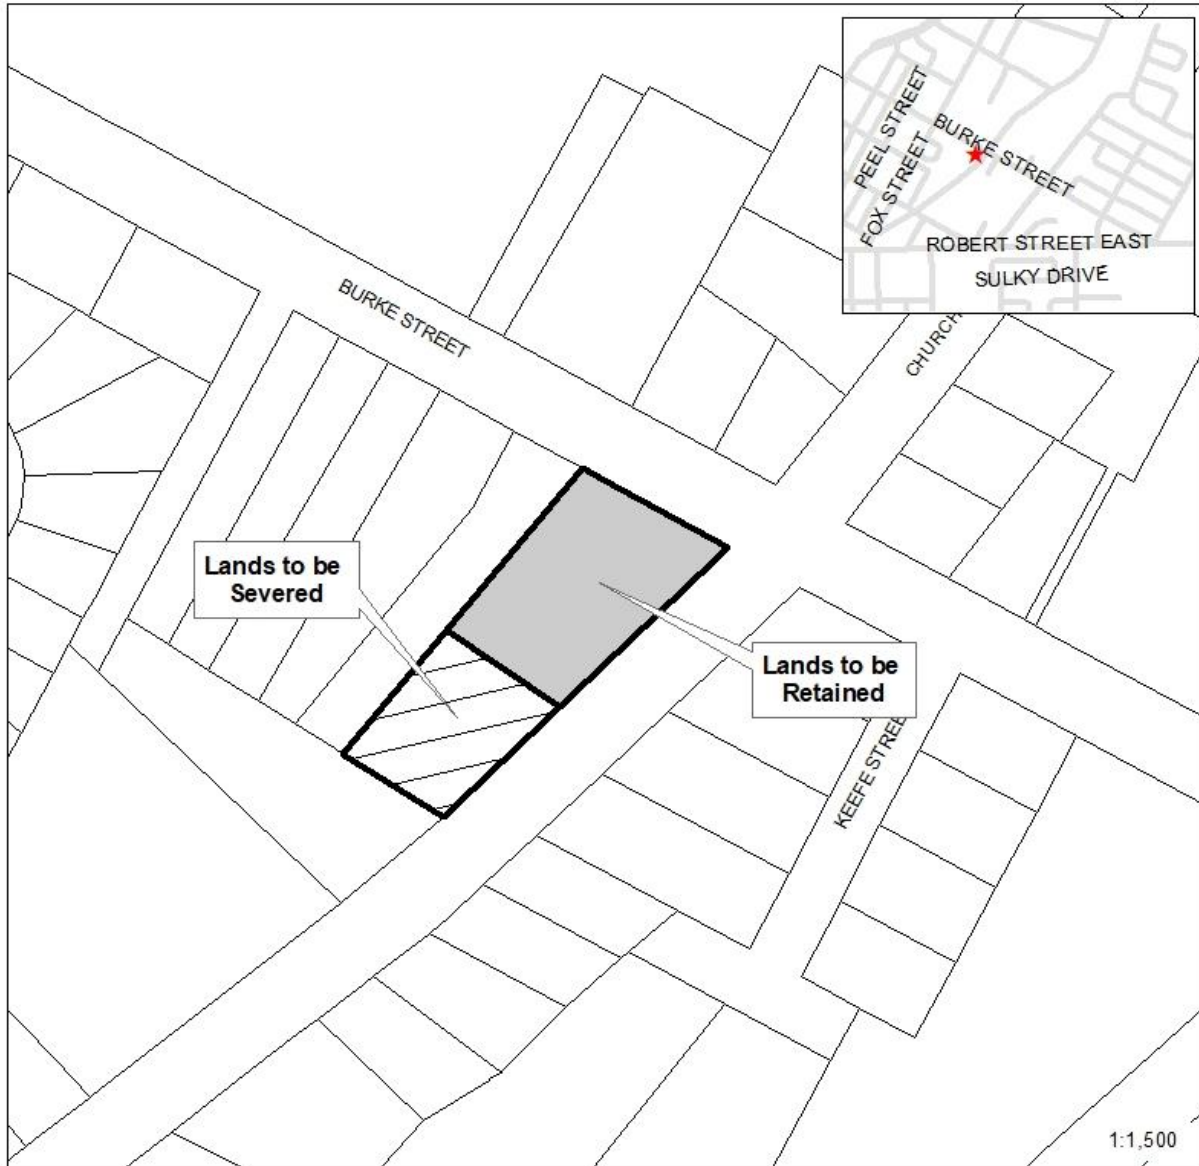 PEEL STREET
FOX STREET
BURKE STREET
ROBERT STREET EAST
SULKY DRIVE
BURKE STREET
CHURCH
Lands to be
Severed
Lands to be
Retained
KEEFE STREE
1:1,500